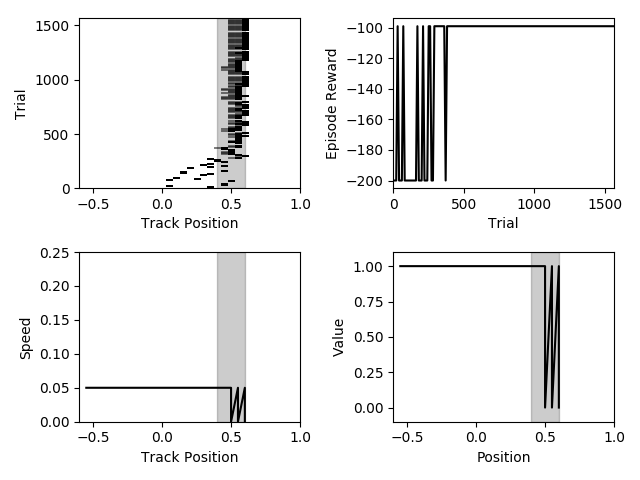 1500
1000
500
0
Trial
−0.5 0.0 0.5 1.0
Track Position
−100
−120
−140
−160
−180
−200
Episode Reward
0 500 1000 1500
Trial
0.25
0.20
0.15
0.10
0.05
0.00
Speed
−0.5 0.0 0.5 1.0
Track Position
1.00
0.75
0.50
0.25
0.00
Value
−0.5 0.0 0.5 1.0
Position